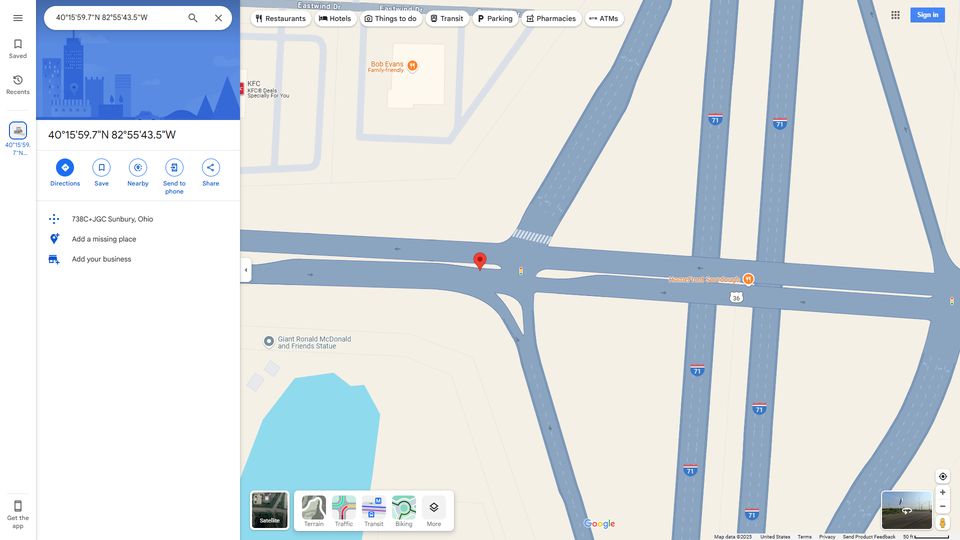 40°15'59.7"N 82°55'43.5"W
Restaurants
Hotels
Things to do
Transit
Parking
Pharmacies
ATMs
Sign in
Saved
Recents
40°15'59.
7"N...
Get the
app
40°15'59.7"N 82°55'43.5"W
Directions
Save
Nearby
Send to
phone
Share
738C+JGC Sunbury, Ohio
Add a missing place
Add your business
Eastwind Dr
Eastwind Dr
Bob Evans
Family-friendly
KFC
KFC® Deals
Specially For You
71
71
36
Giant Ronald McDonald
and Friends Statue
71
71
71
71
Satellite
Terrain
Traffic
Transit
Biking
More
Google
Map data ©2025
United States
Terms
Privacy
Send Product Feedback
50 ft